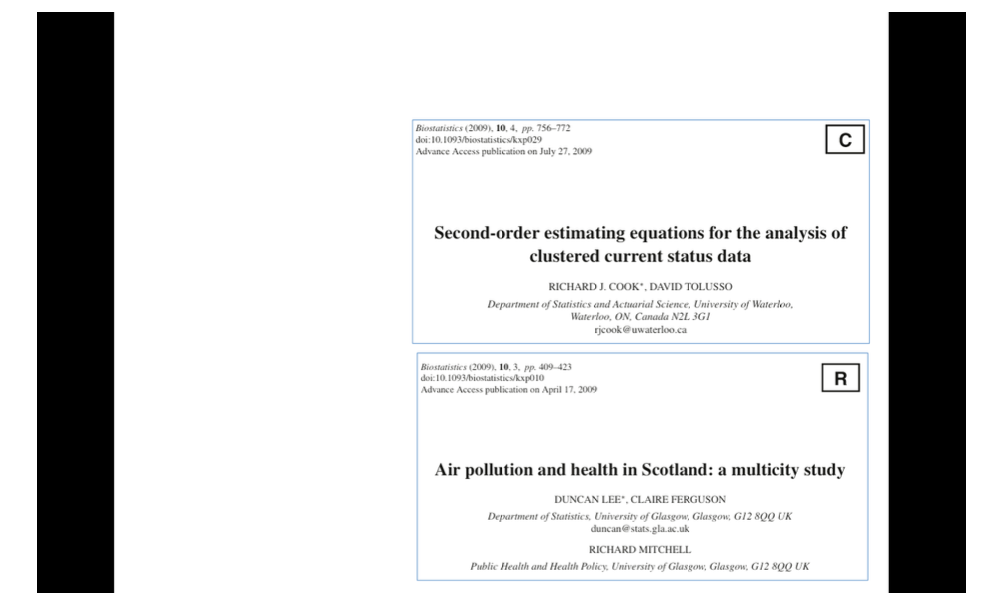 Biostatistics (2009), 10, 4, pp. 756–772
doi:10.1093/biostatistics/kxp029
Advance Access publication on July 27, 2009
C
Second-order estimating equations for the analysis of
clustered current status data
RICHARD J. COOK*, DAVID TOLUSSO
Department of Statistics and Actuarial Science, University of Waterloo,
Waterloo, ON, Canada N2L 3G1
rjcook@uwaterloo.ca
Biostatistics (2009), 10, 3, pp. 409–423
doi:10.1093/biostatistics/kxp010
Advance Access publication on April 17, 2009
R
Air pollution and health in Scotland: a multicity study
DUNCAN LEE*, CLAIRE FERGUSON
Department of Statistics, University of Glasgow, Glasgow, G12 8QQ UK
duncan@stats.gla.ac.uk
RICHARD MITCHELL
Public Health and Health Policy, University of Glasgow, Glasgow, G12 8QQ UK